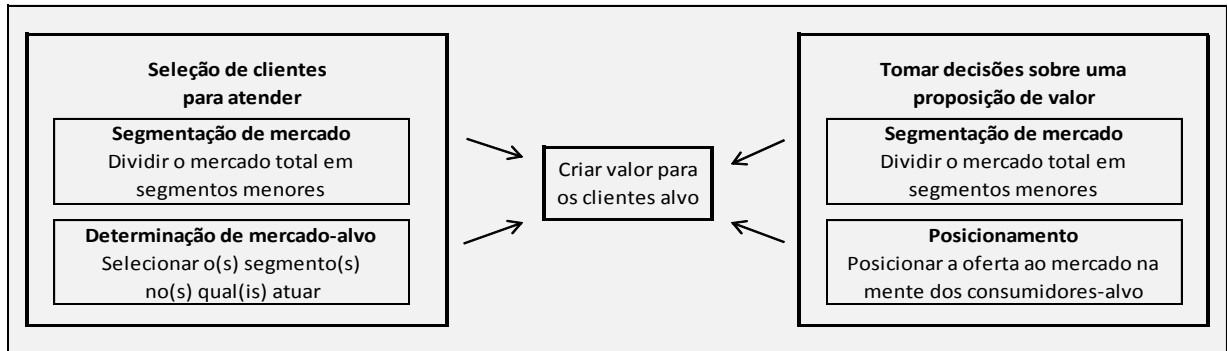 Seleção de clientes
para atender
Segmentação de mercado
Dividir o mercado total em
segmentos menores
Determinação de mercado-alvo
Selecionar o(s) segmento(s)
no(s) qual(is) atuar
Criar valor para
os clientes alvo
Tomar decisões sobre uma
proposição de valor
Segmentação de mercado
Dividir o mercado total em
segmentos menores
Posicionamento
Posicionar a oferta ao mercado na
mente dos consumidores-alvo